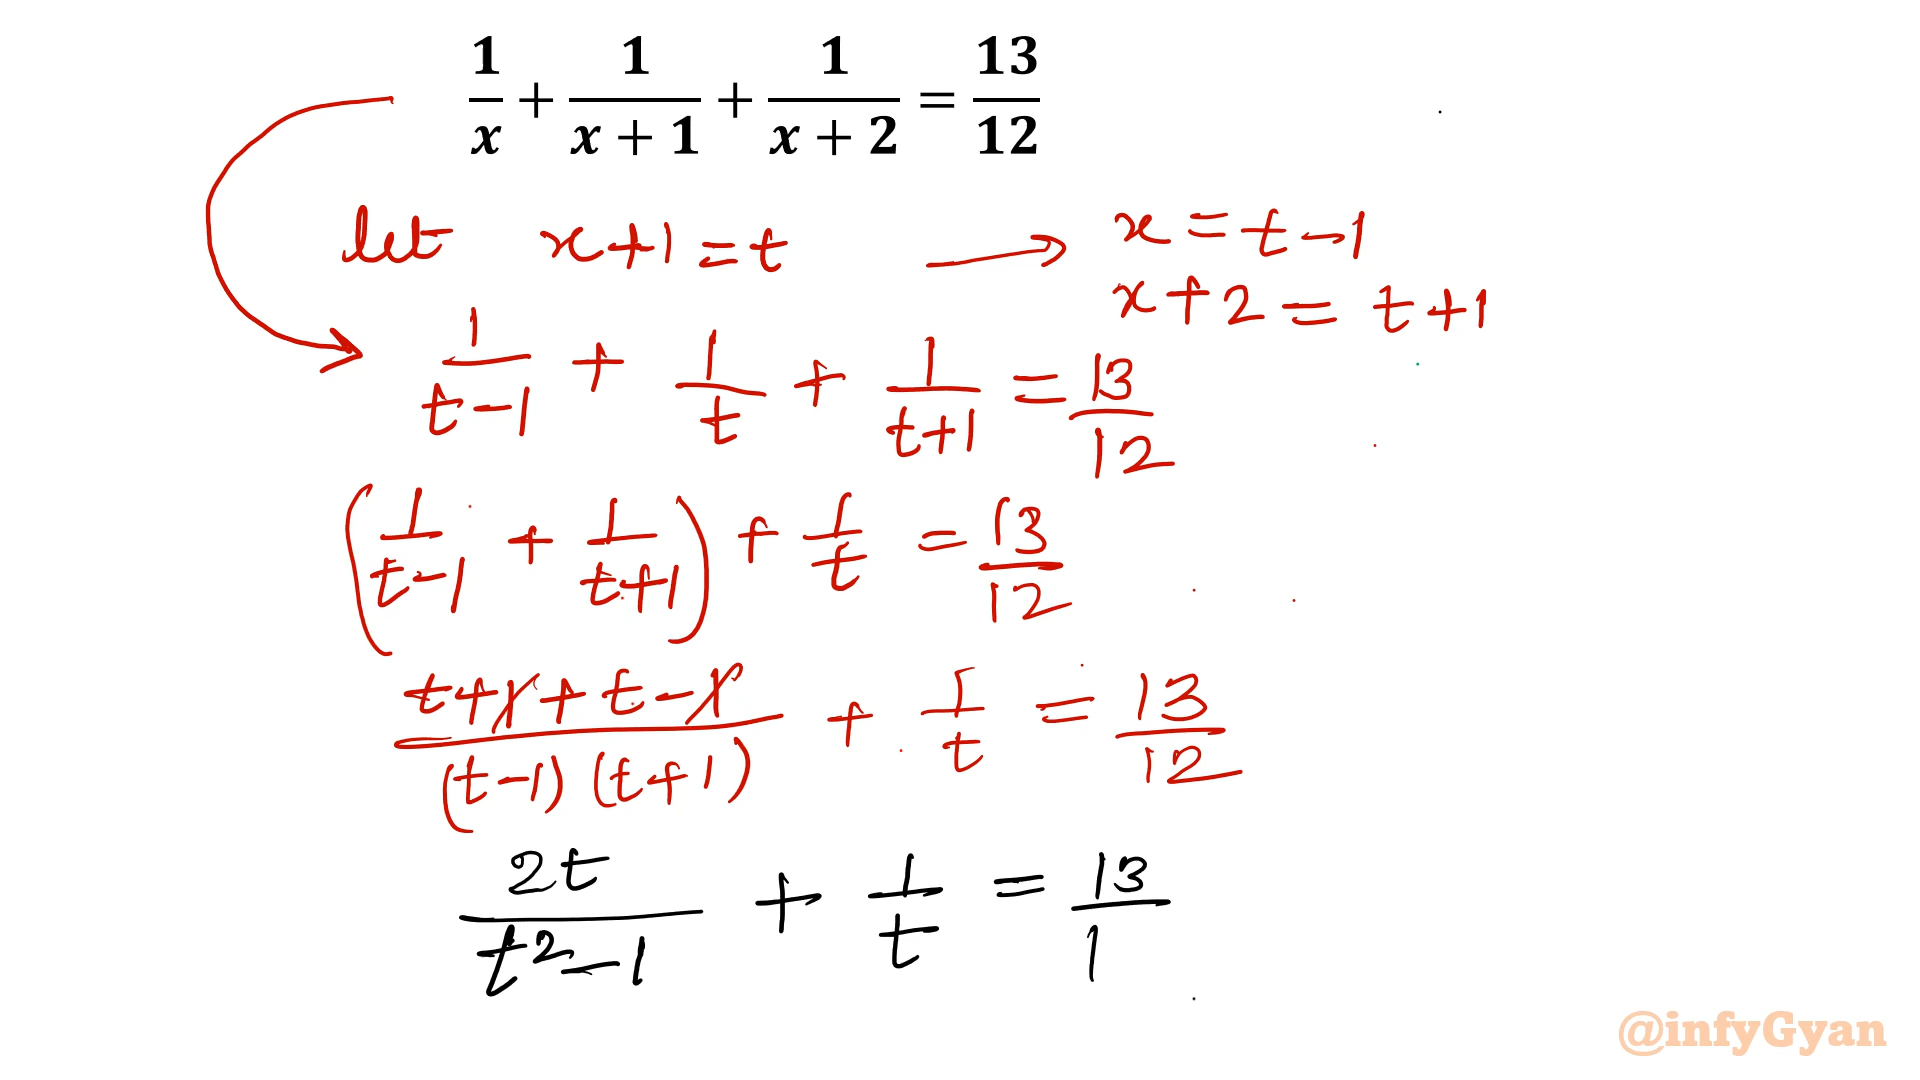 1/x + 1/(x + 1) + 1/(x + 2) = 13/12
let x+1 = t → x = t-1
x+2 = t+1
1/(t-1) + 1/t + 1/(t+1) = 13/12
(1/(t-1) + 1/(t+1)) + 1/t = 13/12
(t+1+t-1)/((t-1)(t+1)) + 1/t = 13/12
2t/(t²-1) + 1/t = 13/1
@infyGyan